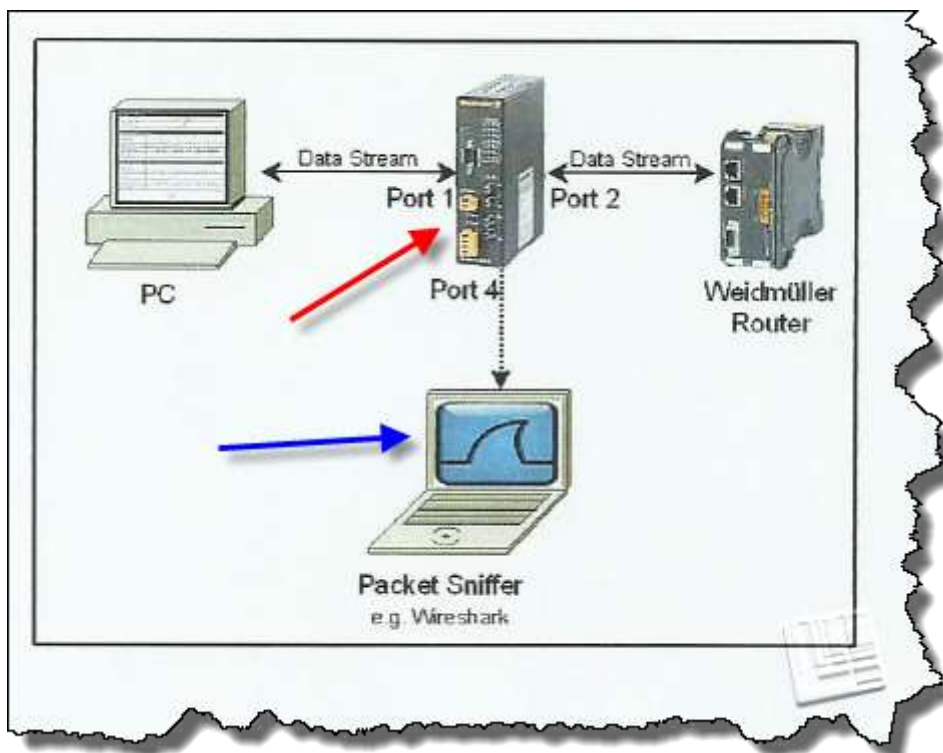 Data Stream
Data Stream
Port 1
Port 2
PC
Port 4
Weidmüller
Router
Packet Sniffer
e.g. Wireshark